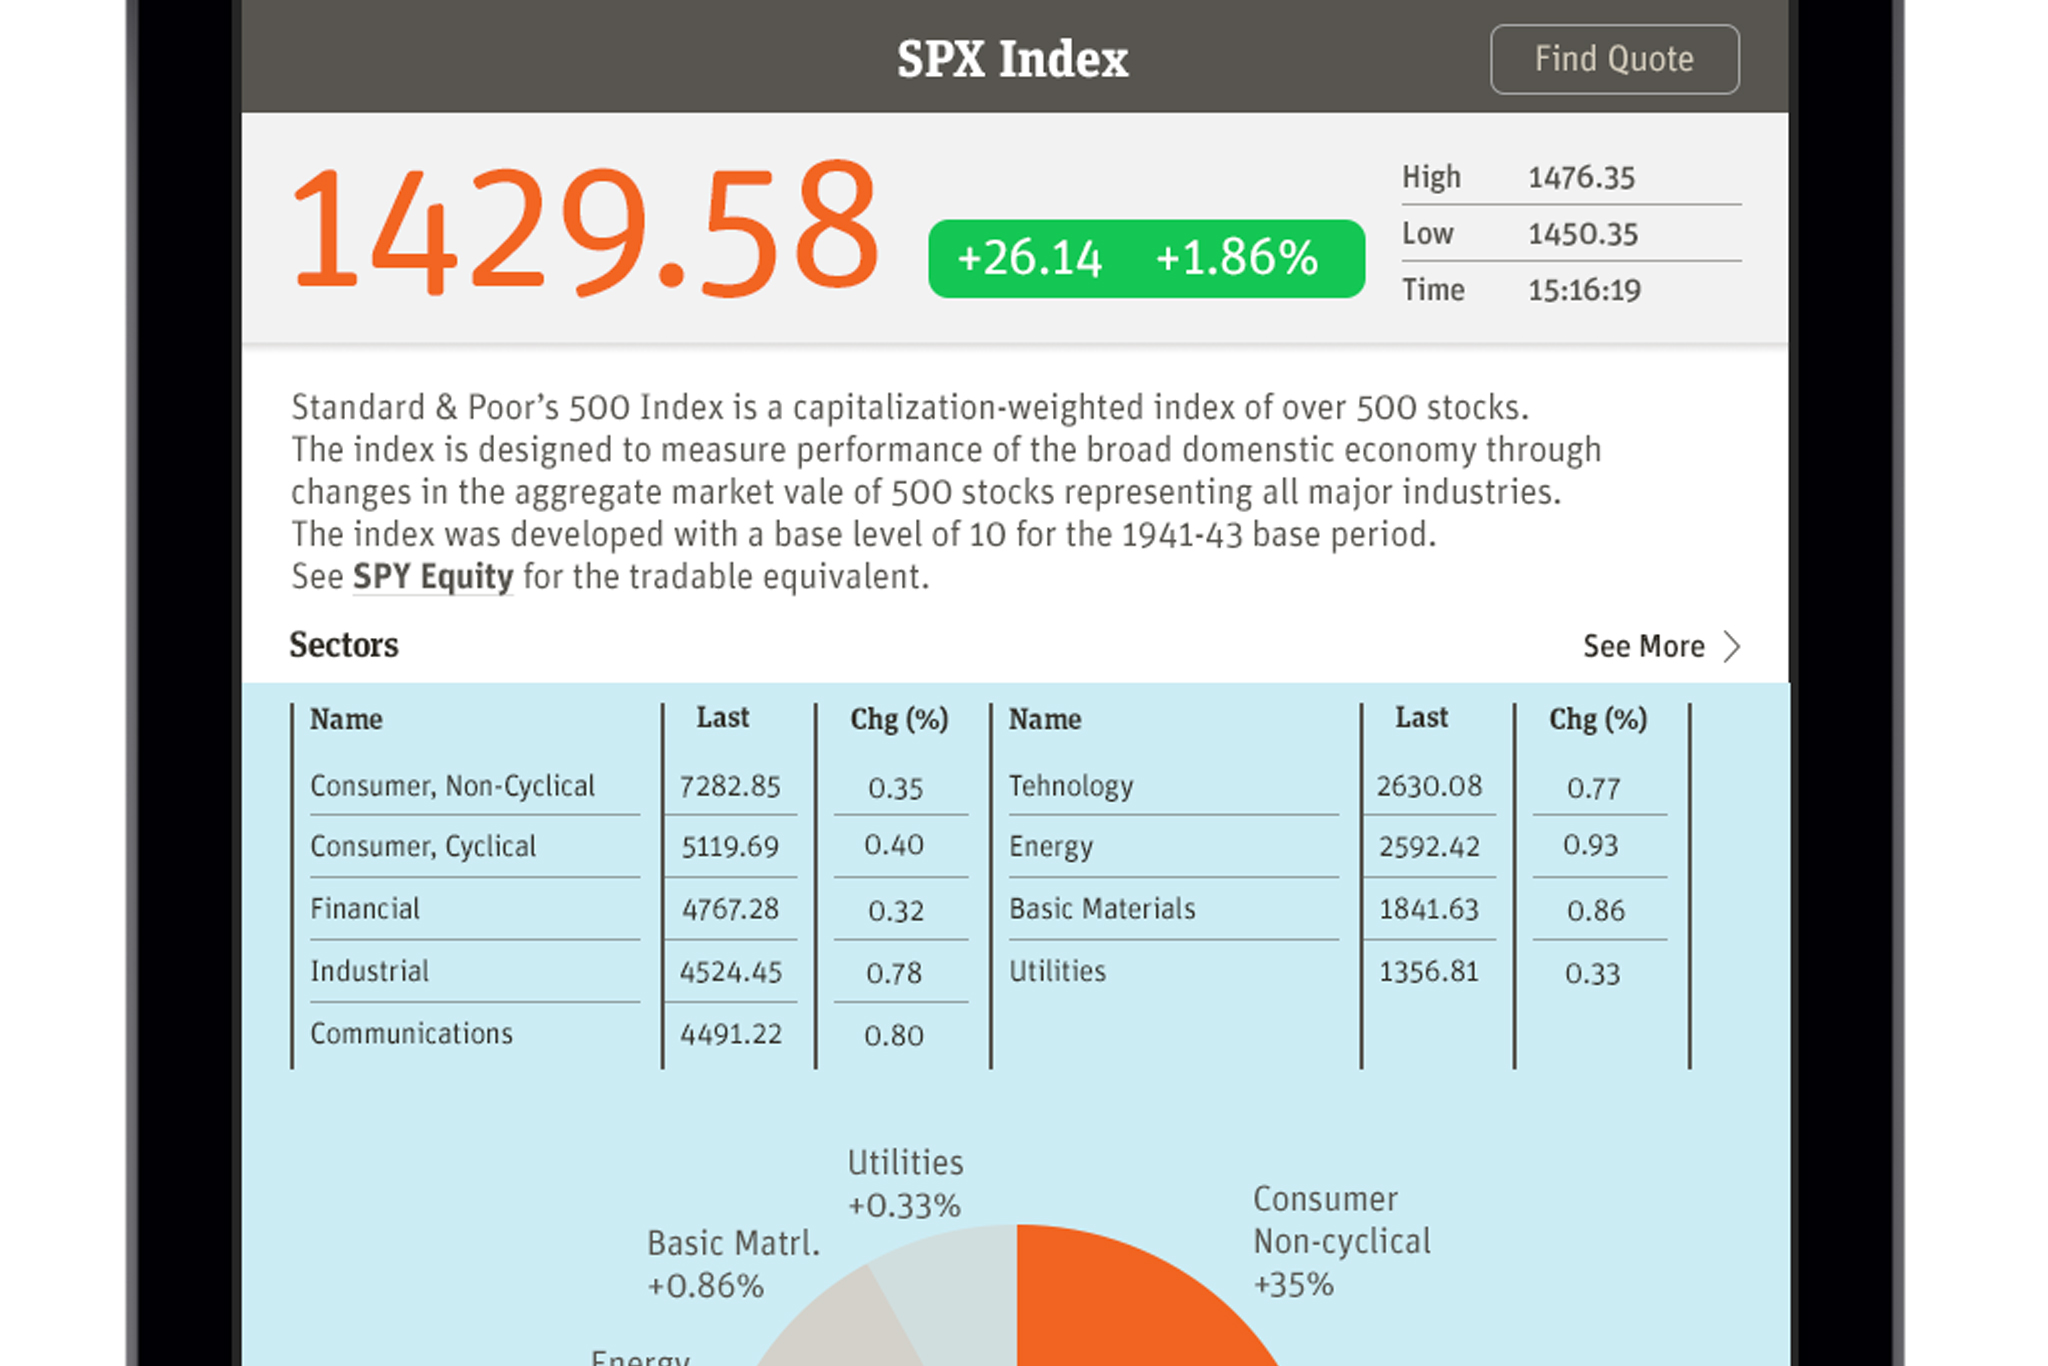 SPX Index
Find Quote
1429.58
+26.14 +1.86%
High 1476.35
Low 1450.35
Time 15:16:19
Standard & Poor’s 500 Index is a capitalization-weighted index of over 500 stocks.
The index is designed to measure performance of the broad domenstic economy through
changes in the aggregate market vale of 500 stocks representing all major industries.
The index was developed with a base level of 10 for the 1941-43 base period.
See SPY Equity for the tradable equivalent.
Sectors
See More
Name Last Chg (%) Name Last Chg (%)
Consumer, Non-Cyclical 7282.85 0.35 Tehnology 2630.08 0.77
Consumer, Cyclical 5119.69 0.40 Energy 2592.42 0.93
Financial 4767.28 0.32 Basic Materials 1841.63 0.86
Industrial 4524.45 0.78 Utilities 1356.81 0.33
Communications 4491.22 0.80
Utilities
+0.33%
Consumer
Non-cyclical
+35%
Basic Matrl.
+0.86%
Energy